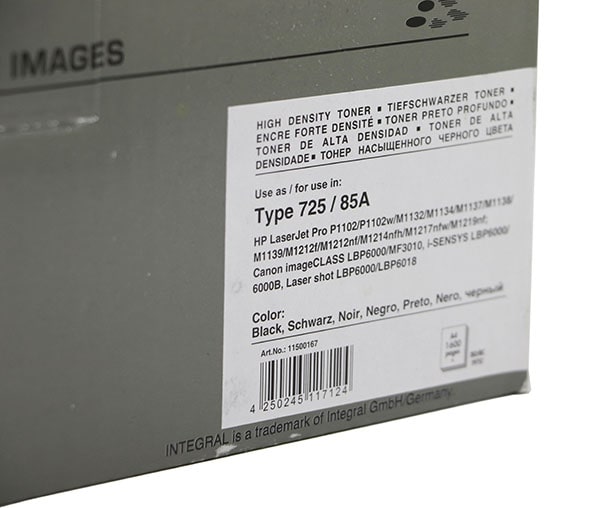 IMAGES
HIGH DENSITY TONER ▪ TIEFSCHWARZER TONER ▪
ENCRE FORTE DENSITÉ ▪ TONER PRETO PROFUNDO ▪
TONER DE ALTA DENSIDAD ▪ TONER DE ALTA
DENSIDADE ▪ ТОНЕР НАСЫЩЕННОГО ЧЕРНОГО ЦВЕТА
Use as / for use in:
Type 725 / 85A
HP LaserJet Pro P1102/P1102w/M1132/M1134/M1137/M1138/
M1139/M1212f/M1212nf/M1214nfh/M1217nfw/M1219nf;
Canon imageCLASS LBP6000/MF3010, i-SENSYS LBP6000/
6000B, Laser shot LBP6000/LBP6018
Color:
Black, Schwarz, Noir, Negro, Preto, Nero, черный
Art.No.: 11500167
A4
1600
pages
4 250245 117124
INTEGRAL is a trademark of Integral GmbH/Germany.